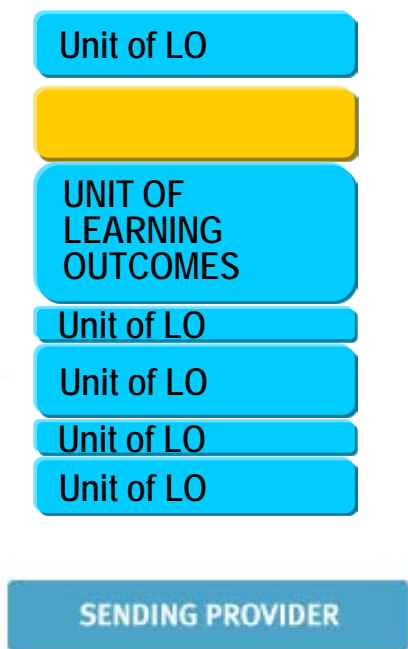 Unit of LO
UNIT OF
LEARNING
OUTCOMES
Unit of LO
Unit of LO
Unit of LO
Unit of LO
SENDING PROVIDER